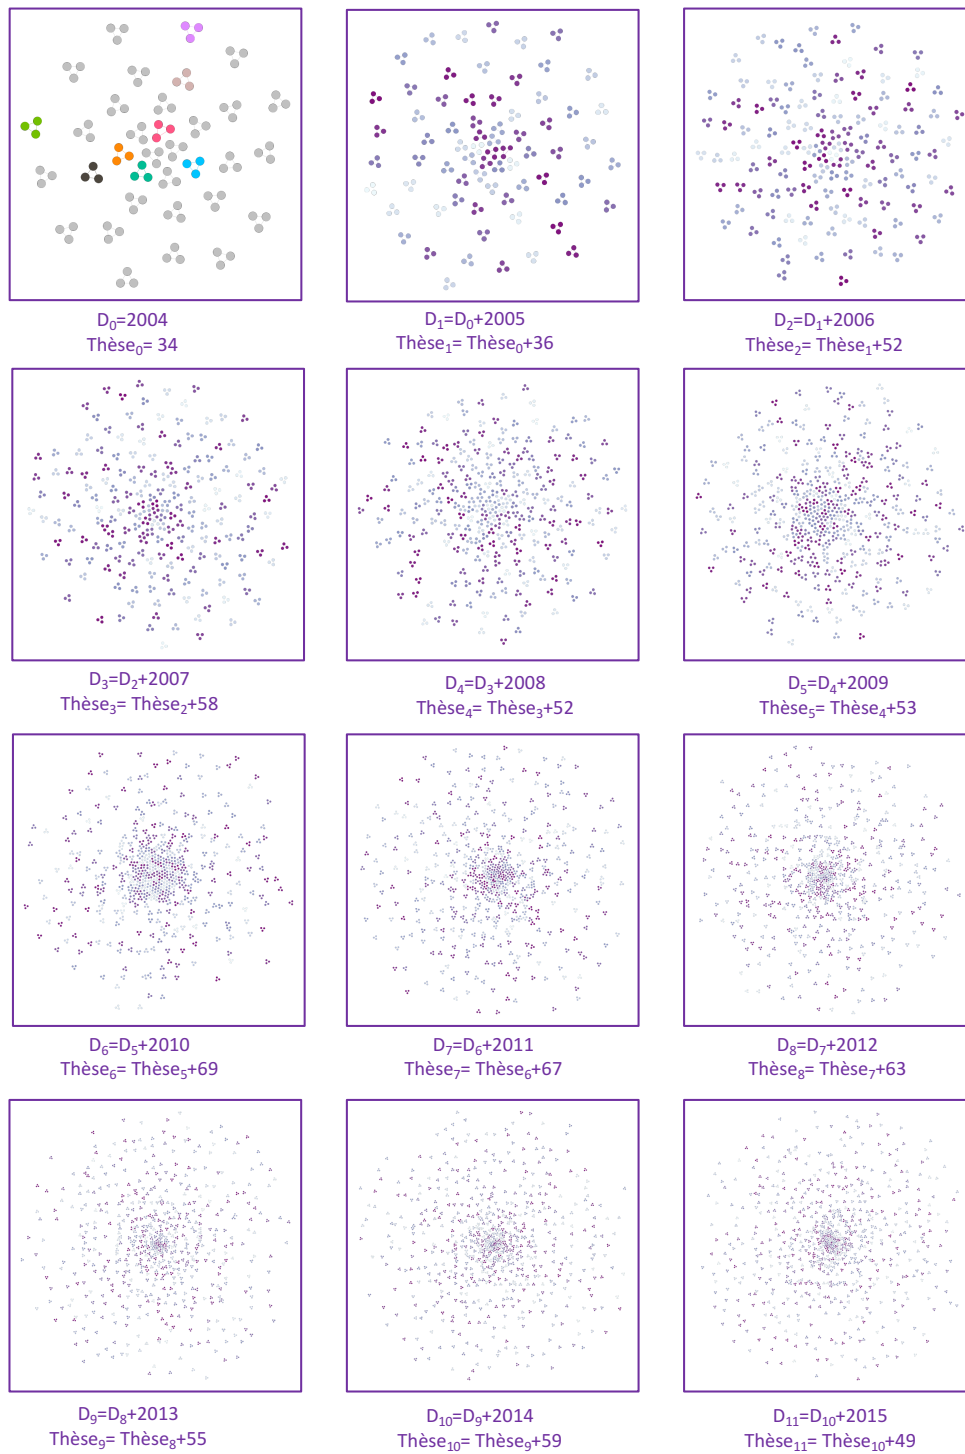 D₀=2004
Thèse₀= 34
D₁=D₀+2005
Thèse₁= Thèse₀+36
D₂=D₁+2006
Thèse₂= Thèse₁+52
D₃=D₂+2007
Thèse₃= Thèse₂+58
D₄=D₃+2008
Thèse₄= Thèse₃+52
D₅=D₄+2009
Thèse₅= Thèse₄+53
D₆=D₅+2010
Thèse₆= Thèse₅+69
D₇=D₆+2011
Thèse₇= Thèse₆+67
D₈=D₇+2012
Thèse₈= Thèse₇+63
D₉=D₈+2013
Thèse₉= Thèse₈+55
D₁₀=D₉+2014
Thèse₁₀= Thèse₉+59
D₁₁=D₁₀+2015
Thèse₁₁= Thèse₁₀+49